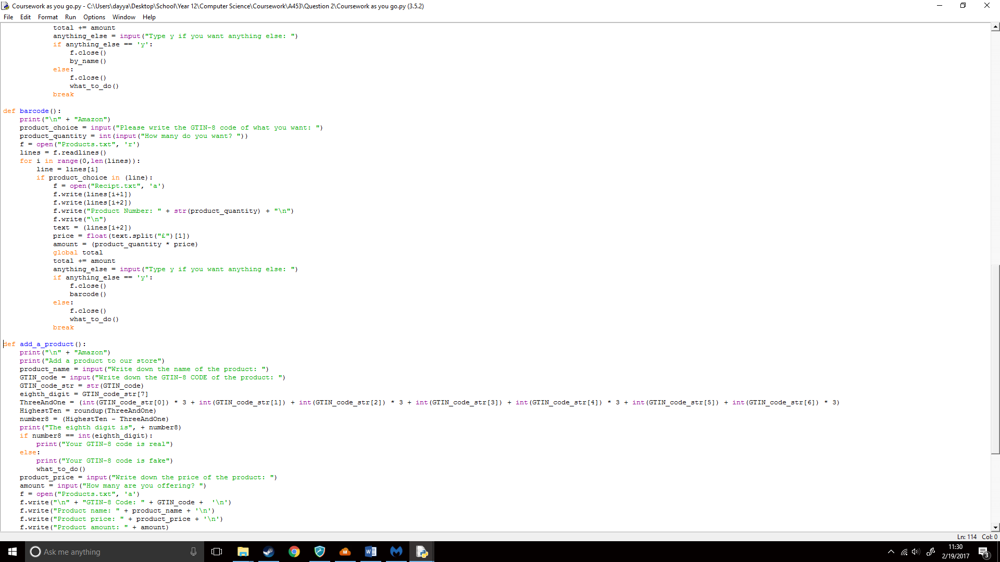 Coursework as you go.py - C:\Users\dayya\Desktop\School\Year 12\Computer Science\Coursework\A453\Question 2\Coursework as you go.py (3.5.2)
File Edit Format Run Options Window Help
            total += amount
            anything_else = input("Type y if you want anything else: ")
            if anything_else == 'y':
                f.close()
                by_name()
            else:
                f.close()
                what_to_do()
            break
def barcode():
    print("\n" + "Amazon")
    product_choice = input("Please write the GTIN-8 code of what you want: ")
    product_quantity = int(input("How many do you want? "))
    f = open("Products.txt", 'r')
    lines = f.readlines()
    for i in range(0,len(lines)):
        line = lines[i]
        if product_choice in (line):
            f = open("Recipt.txt", 'a')
            f.write(lines[i+1])
            f.write(lines[i+2])
            f.write("Product Number: " + str(product_quantity) + "\n")
            f.write("\n")
            text = (lines[i+2])
            price = float(text.split("£")[1])
            amount = (product_quantity * price)
            global total
            total += amount
            anything_else = input("Type y if you want anything else: ")
            if anything_else == 'y':
                f.close()
                barcode()
            else:
                f.close()
                what_to_do()
            break
def add_a_product():
    print("\n" + "Amazon")
    print("Add a product to our store")
    product_name = input("Write down the name of the product: ")
    GTIN_code = input("Write down the GTIN-8 CODE of the product: ")
    GTIN_code_str = str(GTIN_code)
    eighth_digit = GTIN_code_str[7]
    ThreeAndOne = (int(GTIN_code_str[0]) * 3 + int(GTIN_code_str[1]) + int(GTIN_code_str[2]) * 3 + int(GTIN_code_str[3]) + int(GTIN_code_str[4]) * 3 + int(GTIN_code_str[5]) + int(GTIN_code_str[6]) * 3)
    HighestTen = roundup(ThreeAndOne)
    number8 = (HighestTen - ThreeAndOne)
    print("The eighth digit is", + number8)
    if number8 == int(eighth_digit):
        print("Your GTIN-8 code is real")
    else:
        print("Your GTIN-8 code is fake")
        what_to_do()
    product_price = input("Write down the price of the product: ")
    amount = input("How many are you offering? ")
    f = open("Products.txt", 'a')
    f.write("\n" + "GTIN-8 Code: " + GTIN_code +  '\n')
    f.write("Product name: " + product_name + '\n')
    f.write("Product price: " + product_price + '\n')
    f.write("Product amount: " + amount)
Ln: 114 Col: 0
Ask me anything
11:30
2/19/2017
3